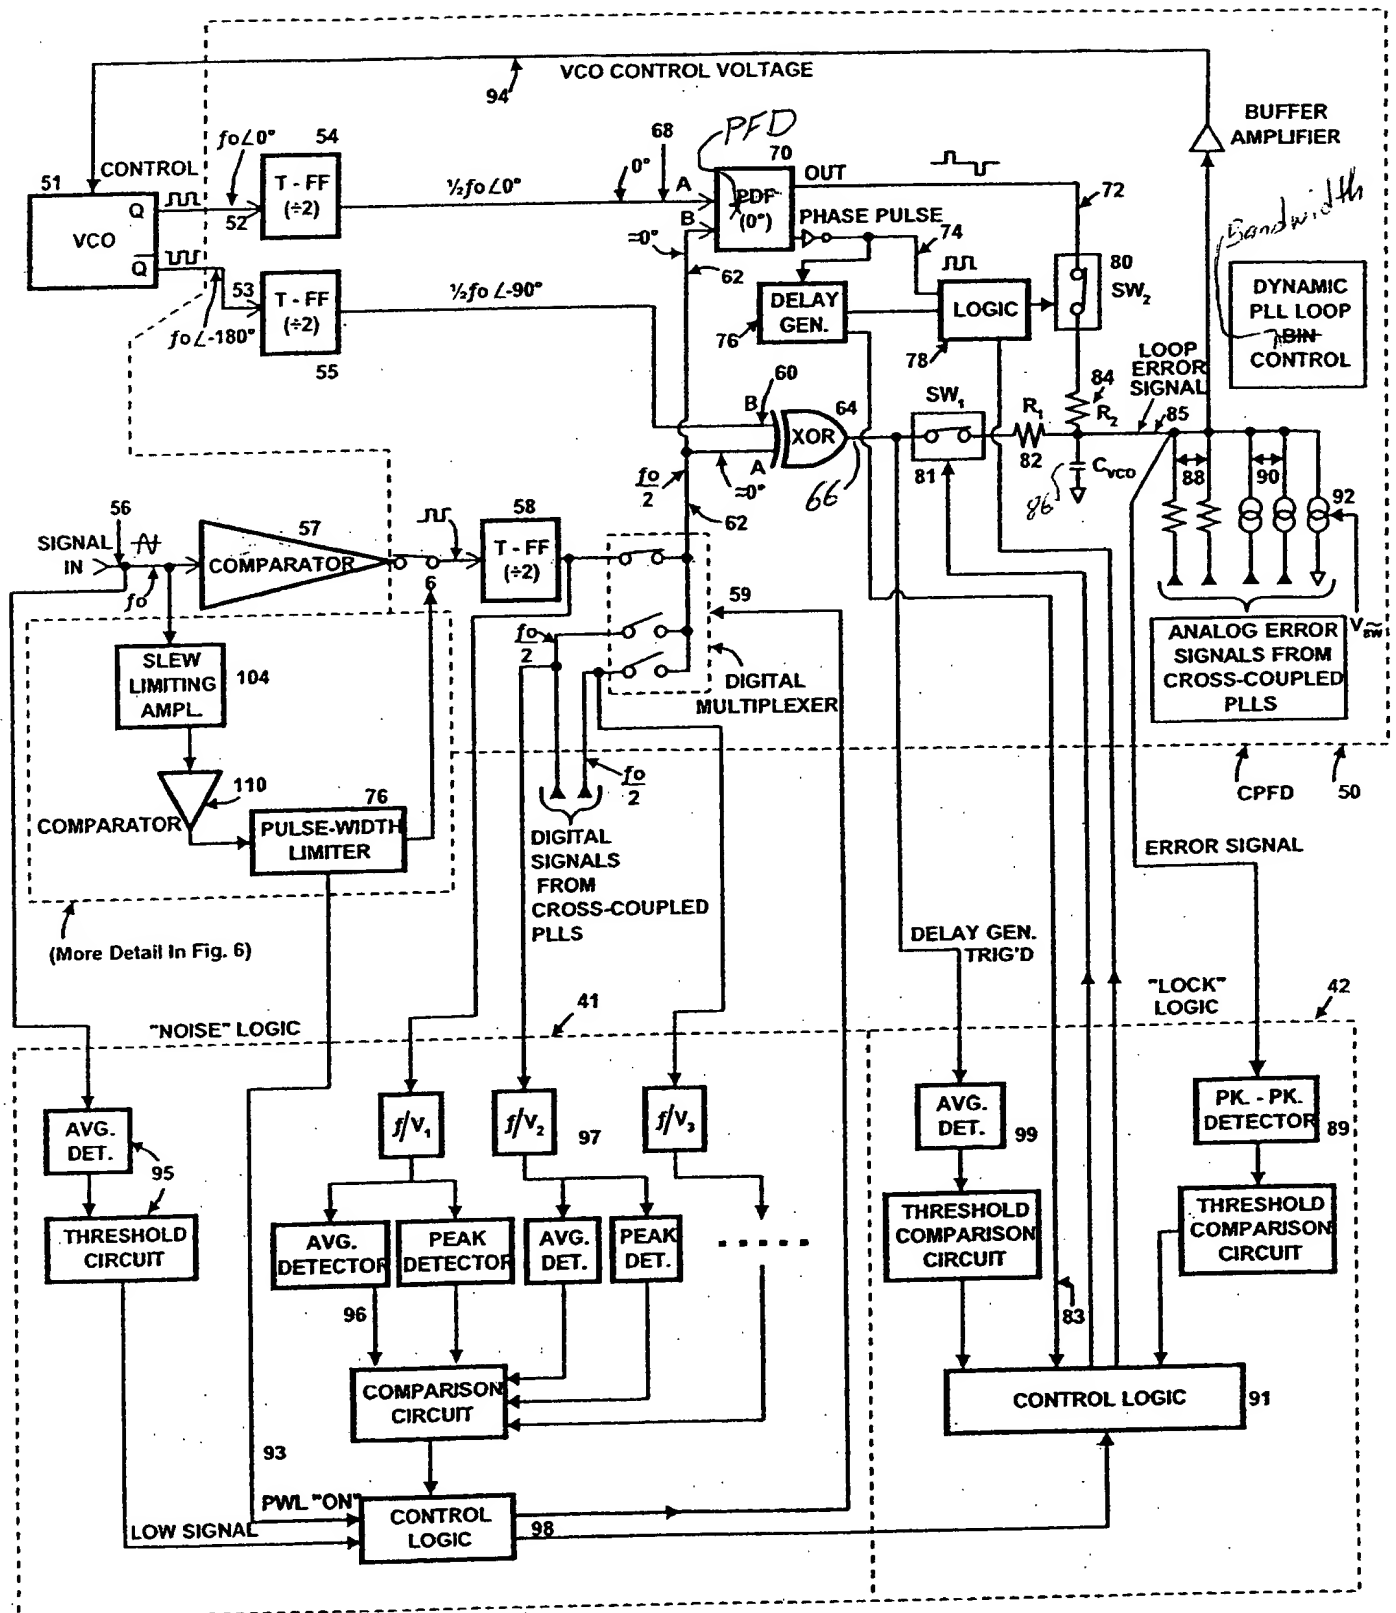 VCO CONTROL VOLTAGE
94
BUFFER
AMPLIFIER
fo∠0°
54
68
PFD
70
OUT
CONTROL
51
T - FF
(÷2)
½fo∠0°
0°
A
B
PDF
(0°)
72
Q
52
VCO
Q̅
PHASE PULSE
74
≈0°
62
Bandwidth
80
SW₂
53
T - FF
(÷2)
½fo∠-90°
DELAY
GEN.
76
LOGIC
78
DYNAMIC
PLL LOOP
BIN
CONTROL
fo∠-180°
55
LOOP
ERROR
SIGNAL
84
R₂
85
60
B
64
XOR
SW₁
R₁
81
82
A
≈0°
fo/2
66
86
C_VCO
88
90
92
62
56
SIGNAL
IN
fo
57
COMPARATOR
6
58
T - FF
(÷2)
59
fo/2
DIGITAL
MULTIPLEXER
V_BW
ANALOG ERROR
SIGNALS FROM
CROSS-COUPLED
PLLS
SLEW
LIMITING
AMPL.
104
fo/2
CPFD
50
110
COMPARATOR
76
PULSE-WIDTH
LIMITER
DIGITAL
SIGNALS
FROM
CROSS-COUPLED
PLLS
ERROR SIGNAL
(More Detail In Fig. 6)
DELAY GEN.
TRIG'D
"NOISE" LOGIC
41
"LOCK"
LOGIC
42
AVG.
DET.
95
f/V₁
f/V₂
97
f/V₃
AVG.
DET.
99
PK. - PK.
DETECTOR
89
THRESHOLD
CIRCUIT
AVG.
DETECTOR
PEAK
DETECTOR
AVG.
DET.
PEAK
DET.
THRESHOLD
COMPARISON
CIRCUIT
THRESHOLD
COMPARISON
CIRCUIT
96
83
COMPARISON
CIRCUIT
CONTROL LOGIC
91
93
PWL "ON"
LOW SIGNAL
CONTROL
LOGIC
98